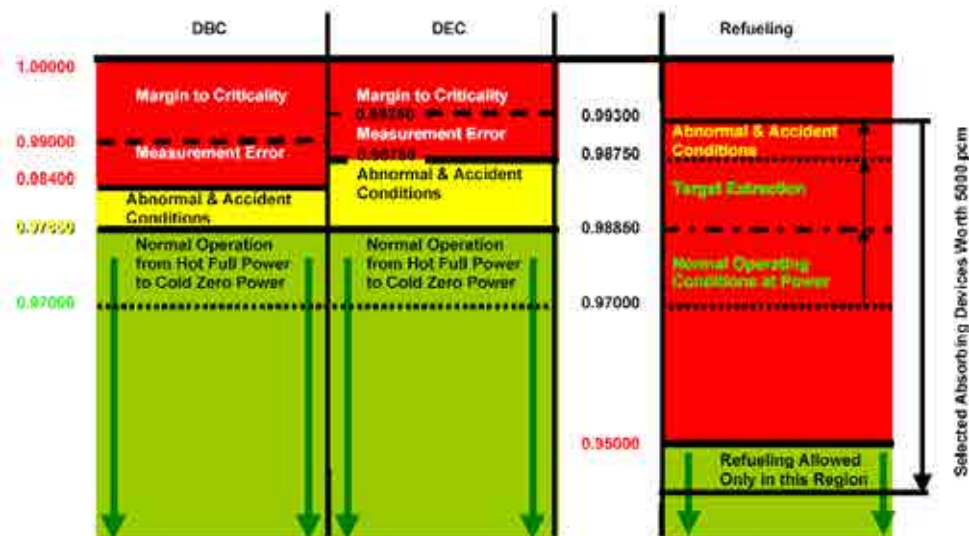 DBC
DEC
Refueling
1.00000
0.99000
0.98400
0.97000
Margin to Criticality
Measurement Error
Abnormal & Accident
Conditions
Normal Operation
from Hot Full Power
to Cold Zero Power
Margin to Criticality
Measurement Error
Abnormal & Accident
Conditions
Normal Operation
from Hot Full Power
to Cold Zero Power
0.99300
0.98750
0.98850
0.97000
0.95000
Abnormal & Accident
Conditions
Target Extraction
Normal Operating
Conditions at Power
Refueling Allowed
Only in this Region
Selected Absorbing Devices Worth 5000 pcm